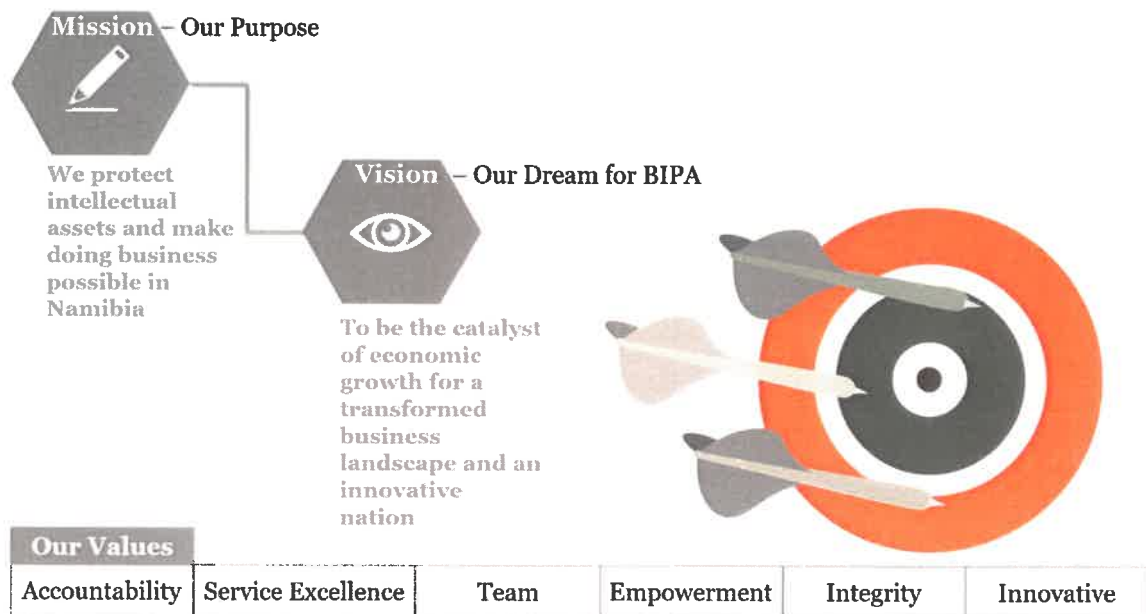 Mission – Our Purpose
We protect
intellectual
assets and make
doing business
possible in
Namibia
Vision – Our Dream for BIPA
To be the catalyst
of economic
growth for a
transformed
business
landscape and an
innovative
nation
Our Values
Accountability Service Excellence Team Empowerment Integrity Innovative